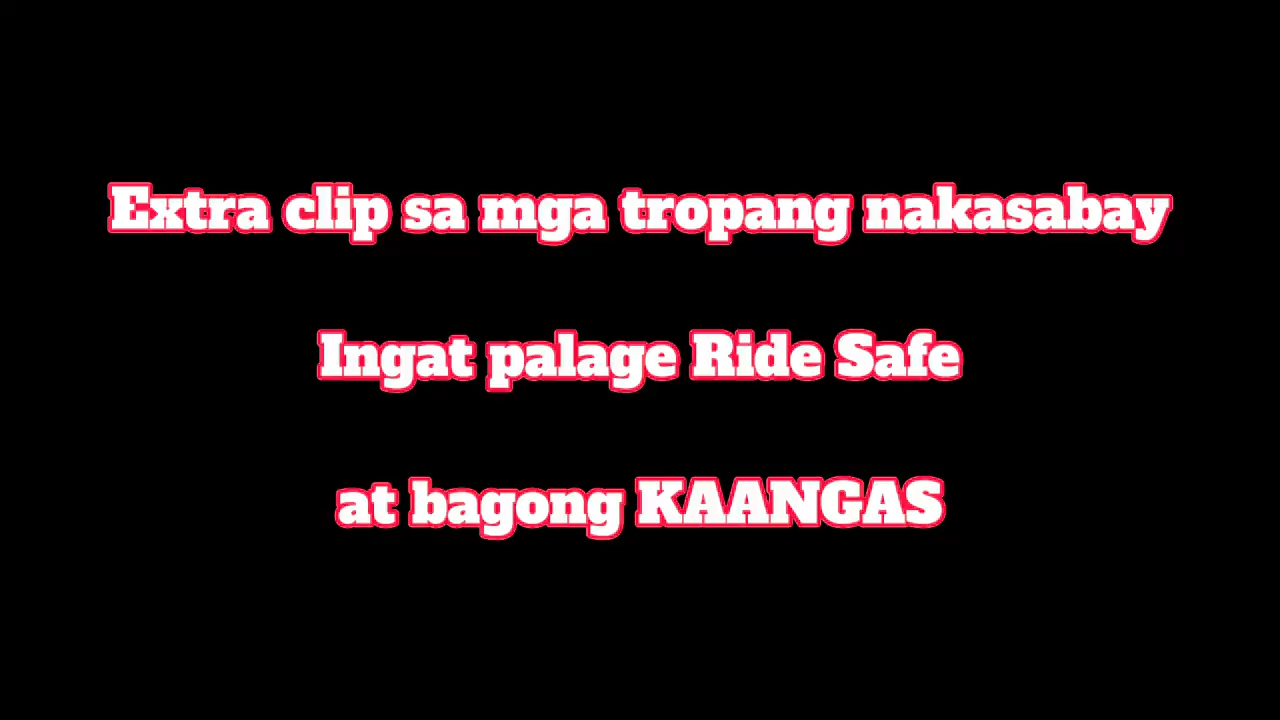 Extra clip sa mga tropang nakasabay
Ingat palage Ride Safe
at bagong KAANGAS